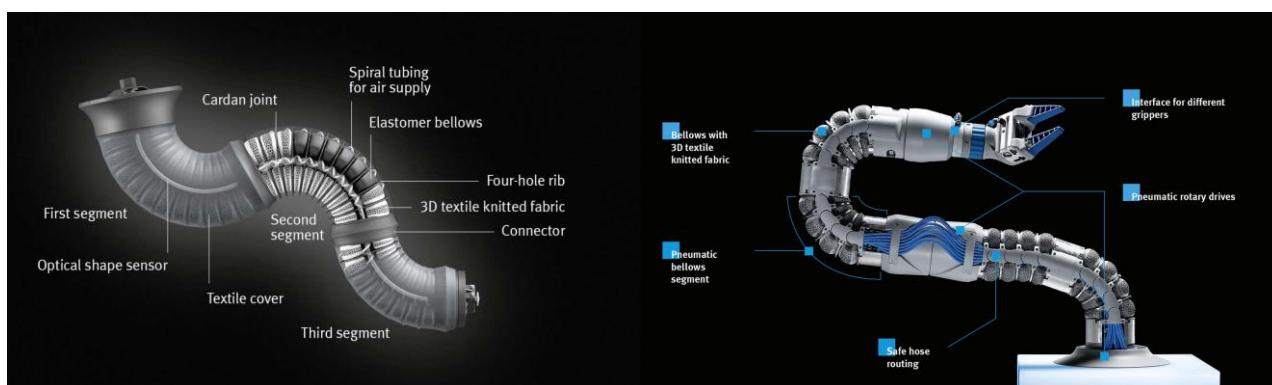 Spiral tubing
for air supply
Cardan joint
Elastomer bellows
Four-hole rib
3D textile knitted fabric
Connector
First segment
Second
segment
Optical shape sensor
Textile cover
Third segment
Interface for different
grippers
Bellows with
3D textile
knitted fabric
Pneumatic rotary drives
Pneumatic
bellows
segment
Safe hose
routing